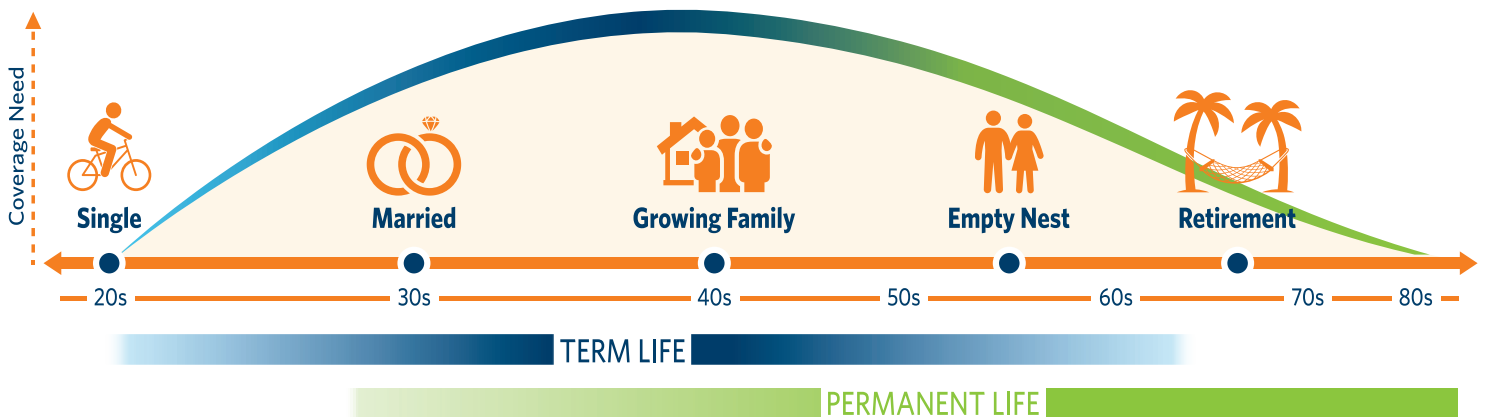 Coverage Need
Single
Married
Growing Family
Empty Nest
Retirement
20s
30s
40s
50s
60s
70s
80s
TERM LIFE
PERMANENT LIFE